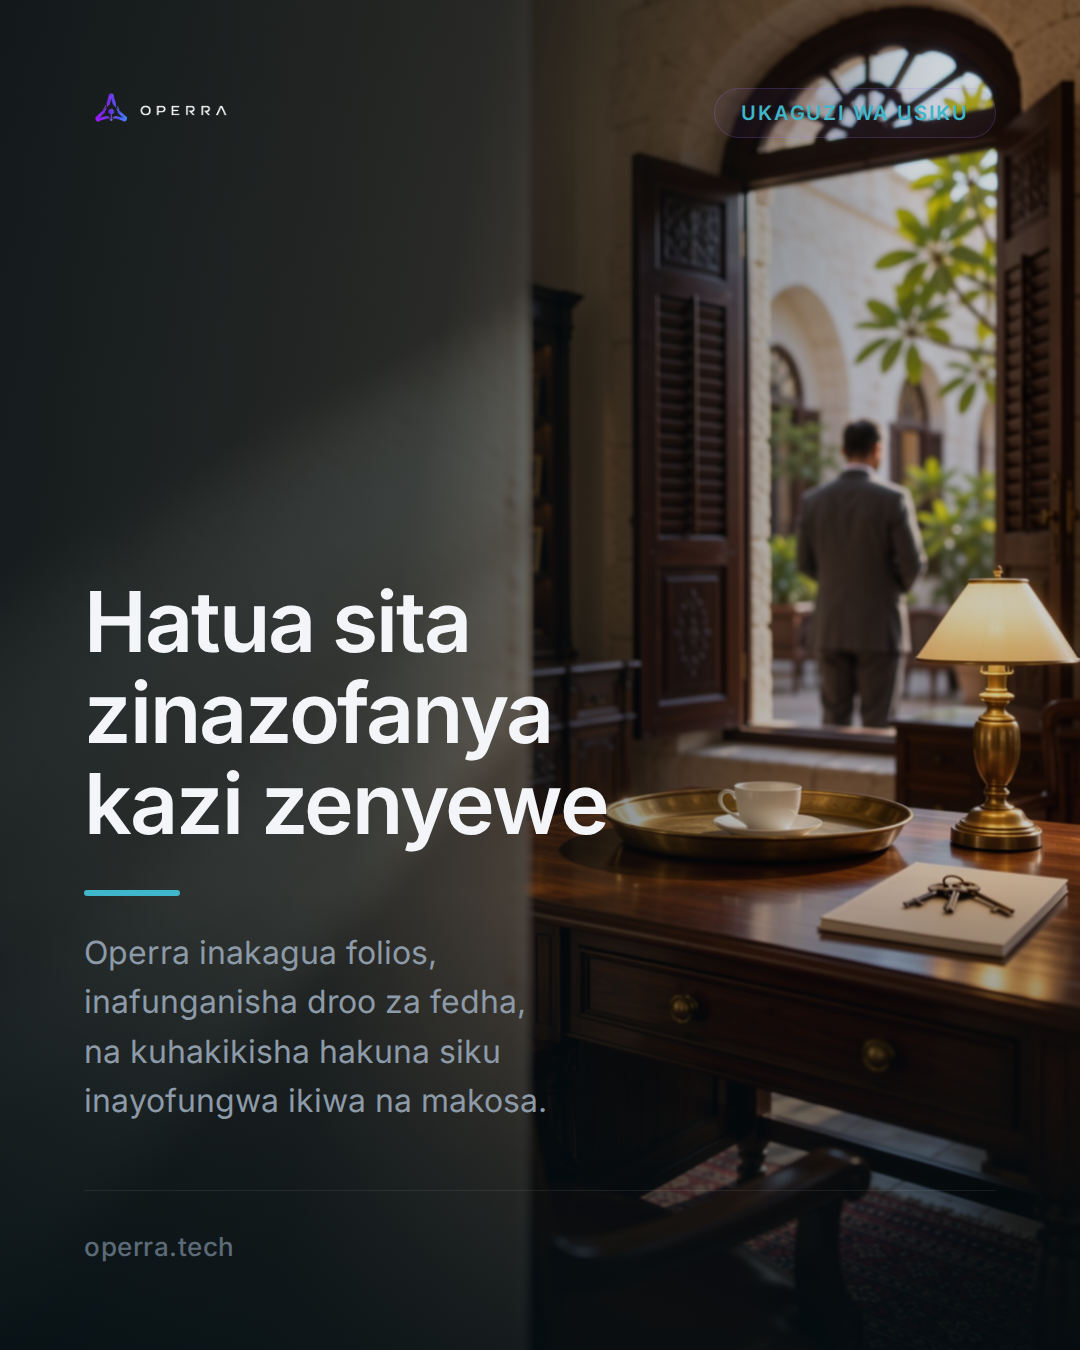 OPERRA
UKAGUZI WA USIKU
Hatua sita
zinazofanya
kazi zenyewe
Operra inakagua folios,
inafunganisha droo za fedha,
na kuhakikisha hakuna siku
inayofungwa ikiwa na makosa.
operra.tech